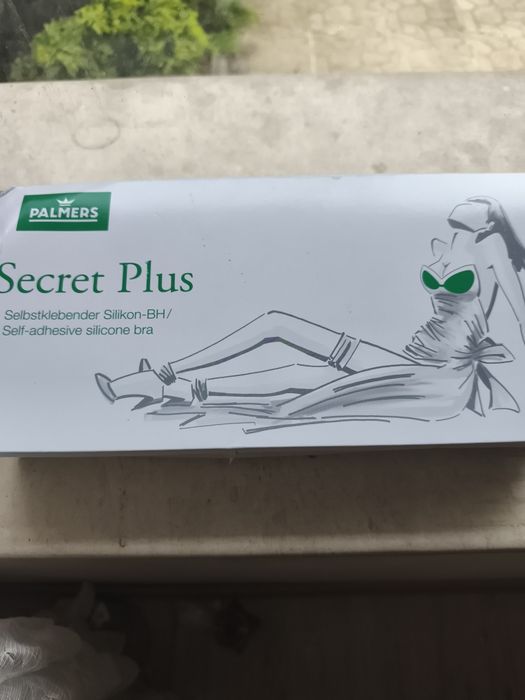 PALMERS
Secret Plus
Selbstklebender Silikon-BH/
Self-adhesive silicone bra